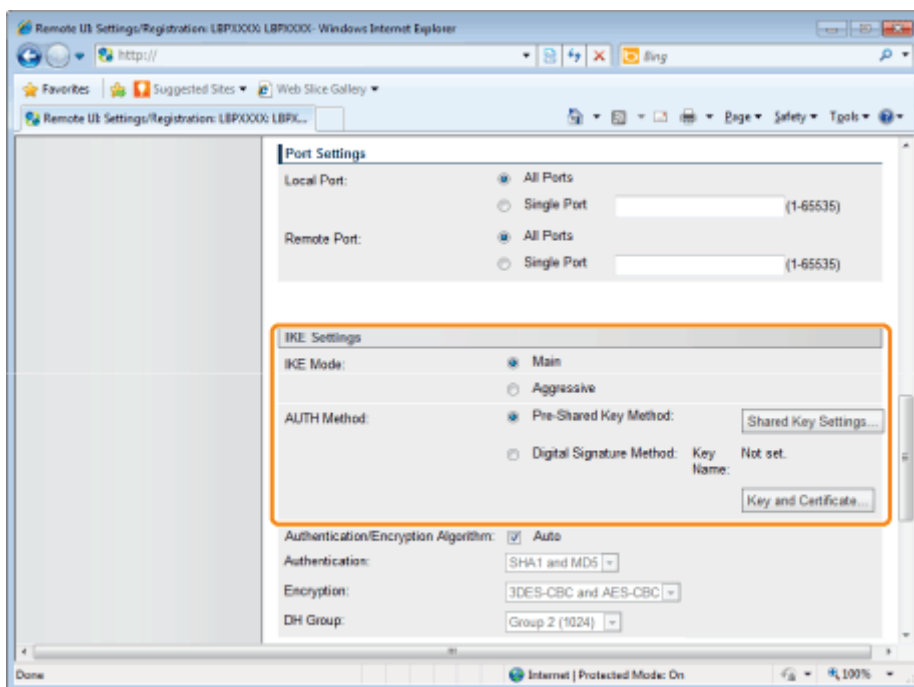 Remote UI: Settings/Registration: LBPXXXX: LBPXXXX - Windows Internet Explorer
http://
Bing
Favorites Suggested Sites Web Slice Gallery
Remote UI: Settings/Registration: LBPXXXX: LBPX... Page Safety Tools
Port Settings
Local Port: All Ports
Single Port (1-65535)
Remote Port: All Ports
Single Port (1-65535)
IKE Settings
IKE Mode: Main
Aggressive
AUTH Method: Pre-Shared Key Method: Shared Key Settings...
Digital Signature Method: Key Name: Not set.
Key and Certificate...
Authentication/Encryption Algorithm: Auto
Authentication: SHA1 and MD5
Encryption: 3DES-CBC and AES-CBC
DH Group: Group 2 (1024)
Done Internet | Protected Mode: On 100%